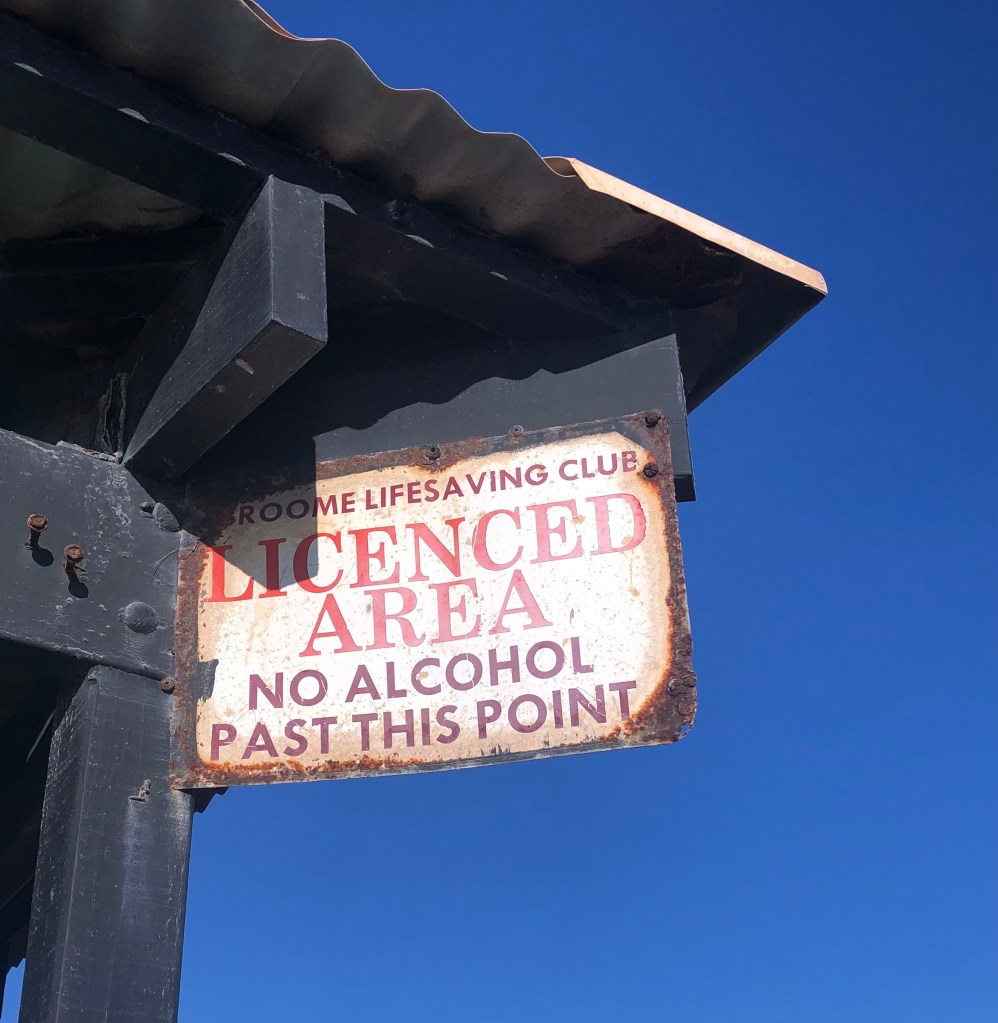 BROOME LIFESAVING CLUB
LICENCED
AREA
NO ALCOHOL
PAST THIS POINT